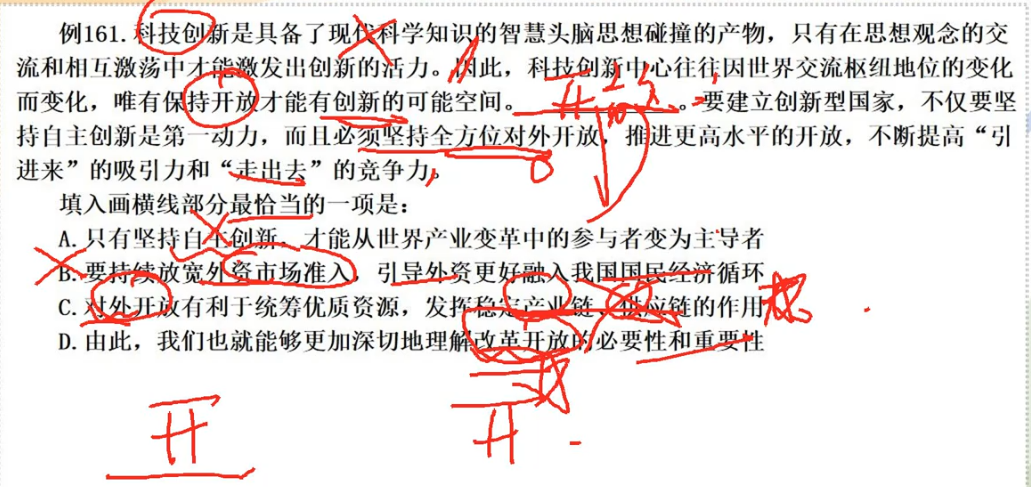 例161.科技创新是具备了现代科学知识的智慧头脑思想碰撞的产物，只有在思想观念的交
流和相互激荡中才能激发出创新的活力。因此，科技创新中心往往因世界交流枢纽地位的变化
而变化，唯有保持开放才能有创新的可能空间。________。要建立创新型国家，不仅要坚
持自主创新是第一动力，而且必须坚持全方位对外开放，推进更高水平的开放，不断提高“引
进来”的吸引力和“走出去”的竞争力。
填入画横线部分最恰当的一项是：
A.只有坚持自主创新，才能从世界产业变革中的参与者变为主导者
B.要持续放宽外资市场准入，引导外资更好融入我国国民经济循环
C.对外开放有利于统筹优质资源，发挥稳定产业链、供应链的作用
D.由此，我们也就能够更加深切地理解改革开放的必要性和重要性
开
开